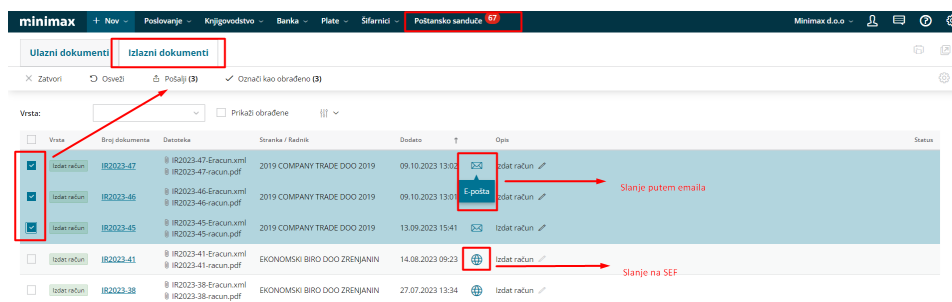 minimax + Nov Poslovanje Knjigovodstvo Banka Plate Šifarnici Poštansko sanduče 67 Minimax d.o.o
Ulazni dokumenti Izlazni dokumenti
Zatvori Osveži Pošalji (3) Označi kao obrađeno (3)
Vrsta: Prikaži obrađene
Vrsta Broj dokumenta Datoteka Stranka / Radnik Dodato Opis Status
Izdat račun IR2023-47 IR2023-47-Eracun.xml 2019 COMPANY TRADE DOO 2019 09.10.2023 13:02 Izdat račun
IR2023-47-racun.pdf
E-pošta
Slanje putem emaila
Izdat račun IR2023-46 IR2023-46-Eracun.xml 2019 COMPANY TRADE DOO 2019 09.10.2023 13:01 Izdat račun
IR2023-46-racun.pdf
Izdat račun IR2023-45 IR2023-45-Eracun.xml 2019 COMPANY TRADE DOO 2019 13.09.2023 15:41 Izdat račun
IR2023-45-racun.pdf
Izdat račun IR2023-41 IR2023-41-Eracun.xml EKONOMSKI BIRO DOO ZRENJANIN 14.08.2023 09:23 Izdat račun
IR2023-41-racun.pdf
Slanje na SEF
Izdat račun IR2023-38 IR2023-38-Eracun.xml EKONOMSKI BIRO DOO ZRENJANIN 27.07.2023 13:34 Izdat račun
IR2023-38-racun.pdf